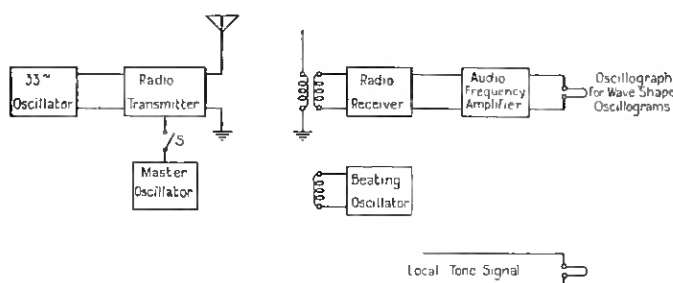 33~
Oscillator
Radio
Transmitter
S
Master
Oscillator
Radio
Receiver
Audio
Frequency
Amplifier
Oscillograph
for Wave Shape
Oscillograms
Beating
Oscillator
Local Tone Signal